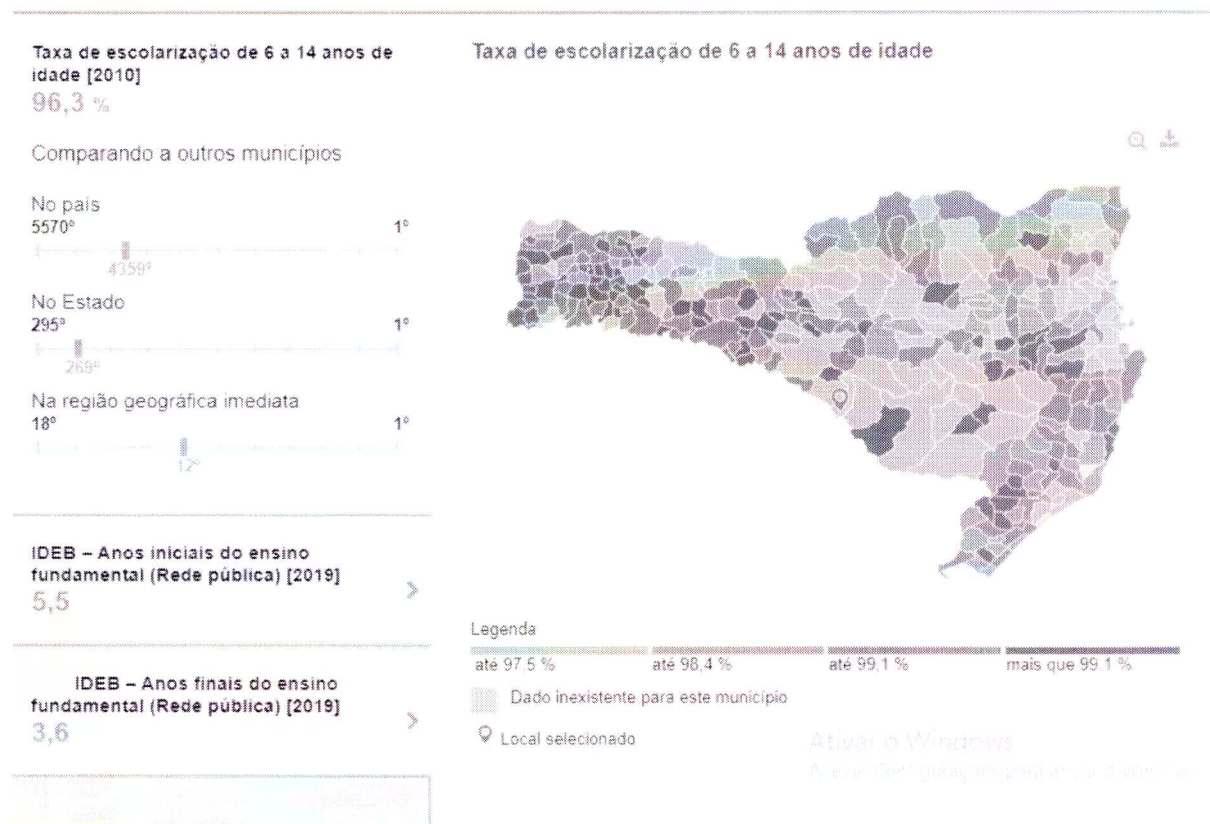 Taxa de escolarização de 6 a 14 anos de
idade [2010]
96,3 %
Comparando a outros municípios
No país
5570º
1º
4359º
No Estado
295º
1º
269º
Na região geográfica imediata
18º
1º
12º
IDEB – Anos iniciais do ensino
fundamental (Rede pública) [2019]
5,5
IDEB – Anos finais do ensino
fundamental (Rede pública) [2019]
3,6
Taxa de escolarização de 6 a 14 anos de idade
Legenda
até 97,5 %
até 98,4 %
até 99,1 %
mais que 99,1 %
Dado inexistente para este município
Local selecionado
Ativar o Windows